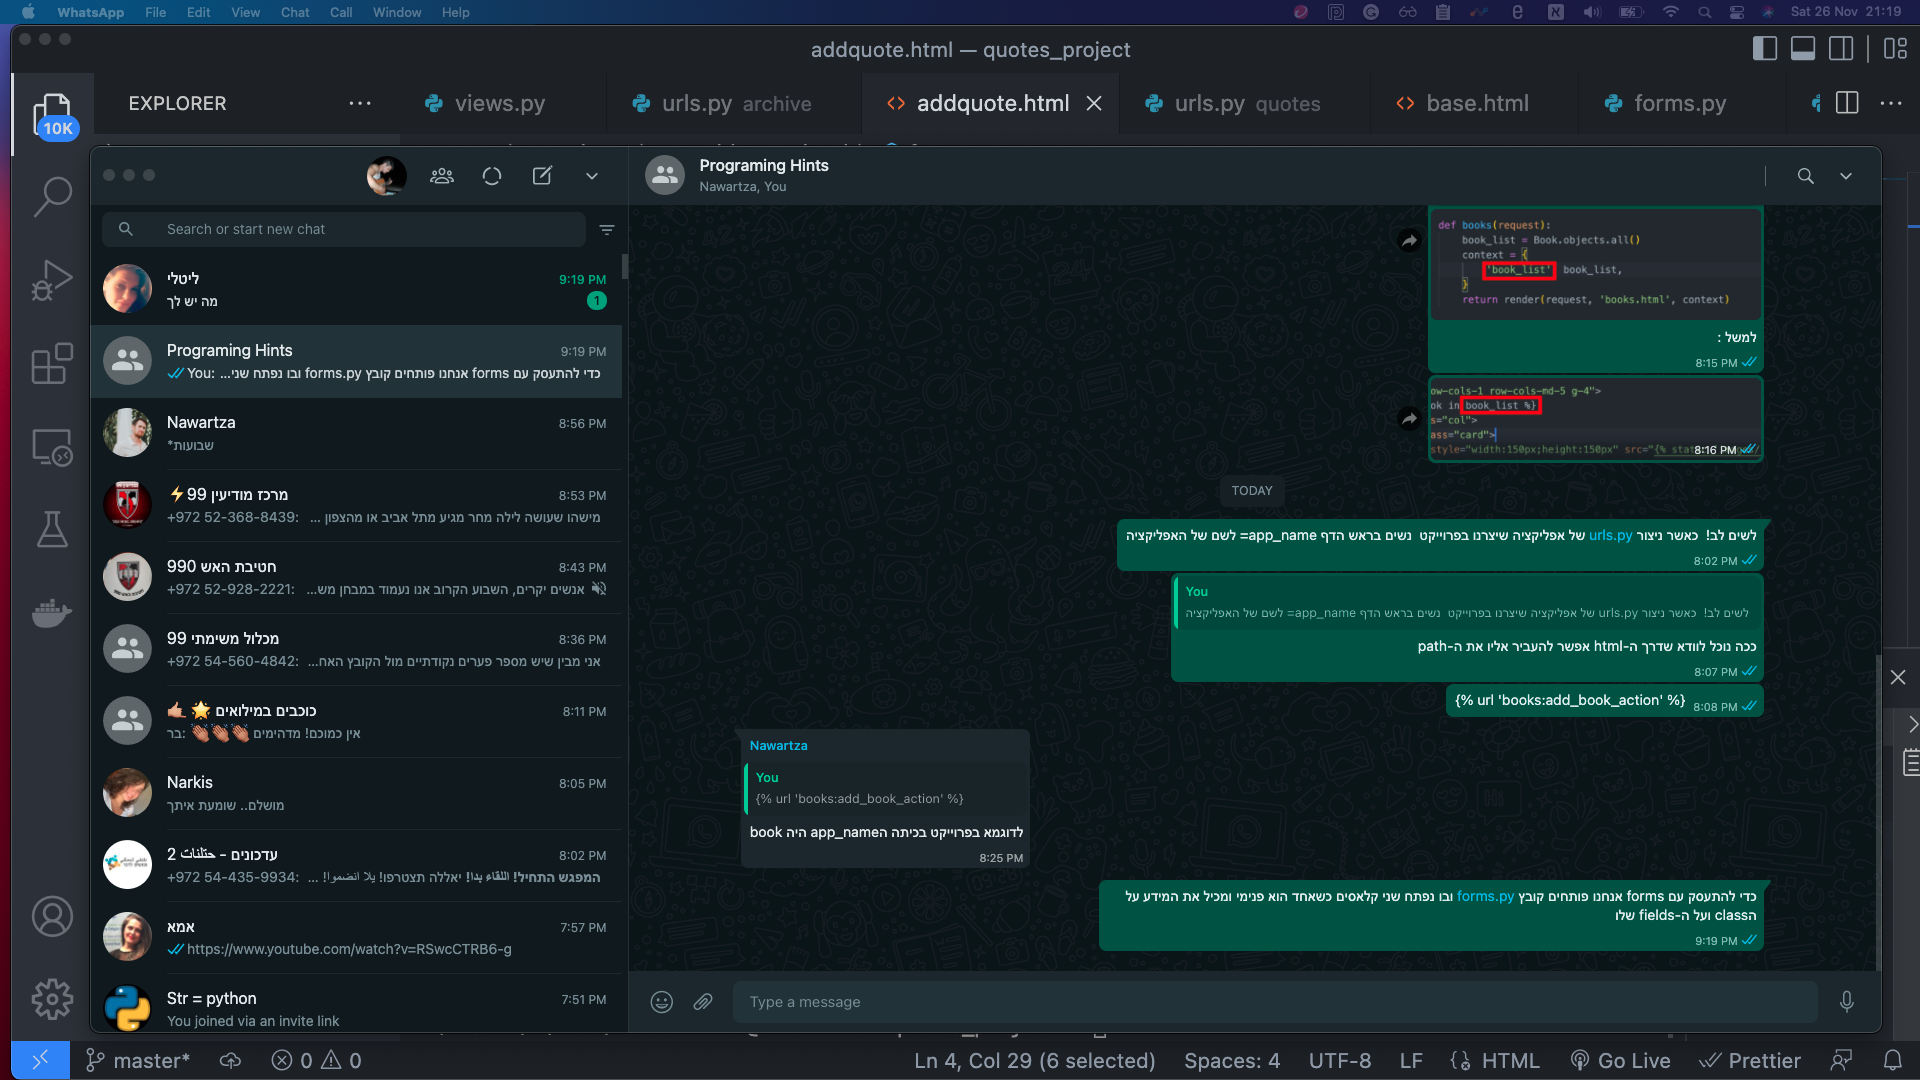 WhatsApp File Edit View Chat Call Window Help
Sat 26 Nov 21:19
addquote.html — quotes_project
EXPLORER
views.py
urls.py archive
addquote.html
urls.py quotes
base.html
forms.py
10K
Search or start new chat
ליטלי
9:19 PM
מה יש לך
1
Programing Hints
9:19 PM
You: כדי להתעסק עם forms אנחנו פותחים קובץ forms.py ובו נפתח שני...
Nawartza
8:56 PM
שבועות*
מרכז מודיעין 99⚡
8:53 PM
+972 52-368-8439: מישהו שעושה לילה מחר מגיע מתל אביב או מהצפון ...
חטיבת האש 990
8:43 PM
+972 52-928-2221: אנשים יקרים, השבוע הקרוב אנו נעמוד במבחן מש...
מכלול משימתי 99
8:36 PM
+972 54-560-4842: אני מבין שיש מספר פערים נקודתיים מול הקובץ האח...
כוכבים במילואים 🌟🤙🏼
8:11 PM
בר: אין כמוכם! מדהימים 👏🏽👏🏽👏🏽
Narkis
8:05 PM
מושלם.. שומעת איתך
עדכונים - حتلنات 2
8:02 PM
+972 54-435-9934: המפגש התחיל! اللقاء بدا! יאללה תצטרפו! يلا انضموا! ...
אמא
7:57 PM
https://www.youtube.com/watch?v=RSwcCTRB6-g
Str = python
7:51 PM
You joined via an invite link
Programing Hints
Nawartza, You
def books(request):
book_list = Book.objects.all()
context = {
'book_list' book_list,
}
return render(request, 'books.html', context)
למשל :
8:15 PM
ow-cols-1 row-cols-md-5 g-4">
ok in book_list %}
s="col">
ass="card">
style="width:150px;height:150px" src="{% stat
8:16 PM
TODAY
לשים לב! כאשר ניצור urls.py של אפליקציה שיצרנו בפרוייקט נשים בראש הדף app_name= לשם של האפליקציה
8:02 PM
You
לשים לב! כאשר ניצור urls.py של אפליקציה שיצרנו בפרוייקט נשים בראש הדף app_name= לשם של האפליקציה
ככה נוכל לוודא שדרך ה-html אפשר להעביר אליו את ה-path
8:07 PM
{% url 'books:add_book_action' %}
8:08 PM
Nawartza
You
{% url 'books:add_book_action' %}
לדוגמא בפרוייקט בכיתה הapp_name היה book
8:25 PM
כדי להתעסק עם forms אנחנו פותחים קובץ forms.py ובו נפתח שני קלאסים כשאחד הוא פנימי ומכיל את המידע על
הclass ועל ה-fields שלו
9:19 PM
Type a message
master* 0 0
Ln 4, Col 29 (6 selected) Spaces: 4 UTF-8 LF HTML Go Live Prettier